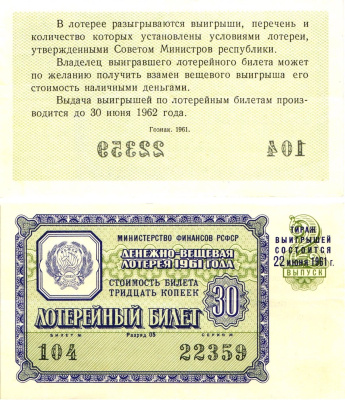 В лотерее разыгрываются выигрыши, перечень и
количество которых установлены условиями лотереи,
утвержденными Советом Министров республики.
Владелец выигравшего лотерейного билета может
по желанию получить взамен вещевого выигрыша его
стоимость наличными деньгами.
Выдача выигрышей по лотерейным билетам произ-
водится до 30 июня 1962 года.
Гознак. 1961.
22359 104
МИНИСТЕРСТВО ФИНАНСОВ РСФСР
ДЕНЕЖНО-ВЕЩЕВАЯ
ЛОТЕРЕЯ 1961 ГОДА
СТОИМОСТЬ БИЛЕТА
ТРИДЦАТЬ КОПЕЕК
30
ТИРАЖ
ВЫИГРЫШЕЙ
СОСТОИТСЯ
22 ИЮНЯ 1961 г.
ВЫПУСК
ЛОТЕРЕЙНЫЙ БИЛЕТ
БИЛЕТ № Разряд 05 СЕРИЯ №
104 22359